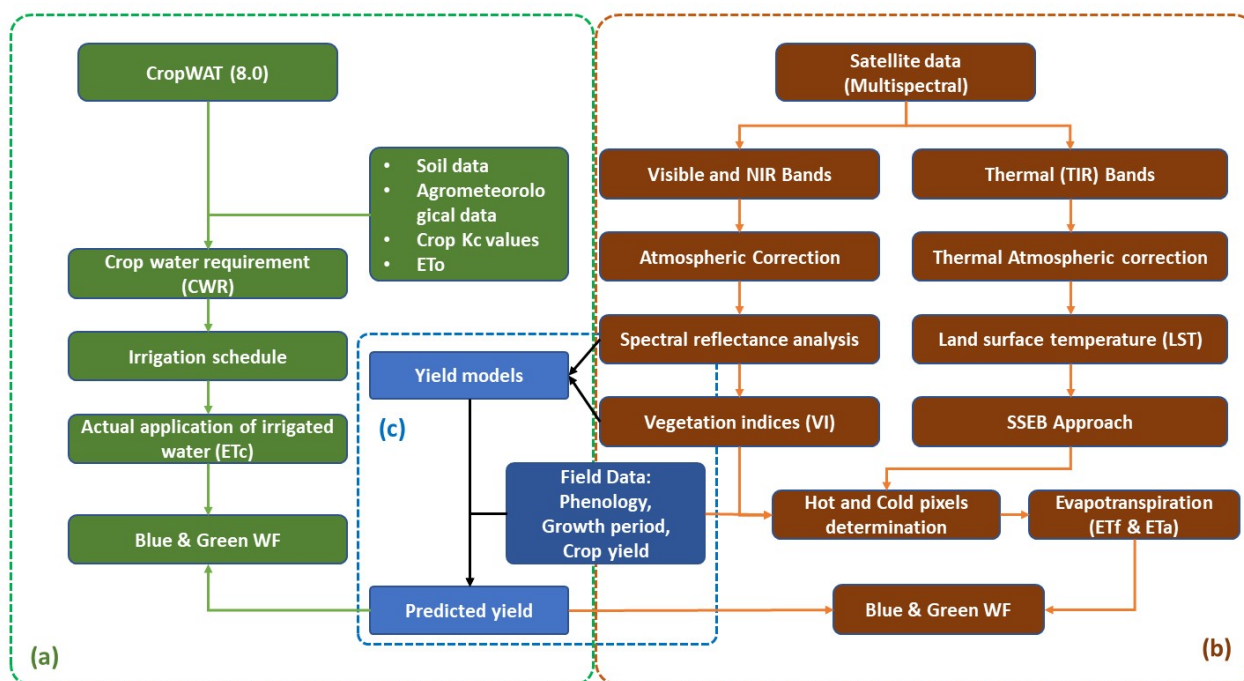 CropWAT (8.0)
• Soil data
• Agrometeorolo
gical data
• Crop Kc values
• ETo
Crop water requirement
(CWR)
Irrigation schedule
Actual application of irrigated
water (ETc)
Blue & Green WF
(a)
Yield models
(c)
Field Data:
Phenology,
Growth period,
Crop yield
Predicted yield
Satellite data
(Multispectral)
Visible and NIR Bands
Thermal (TIR) Bands
Atmospheric Correction
Thermal Atmospheric correction
Spectral reflectance analysis
Land surface temperature (LST)
Vegetation indices (VI)
SSEB Approach
Hot and Cold pixels
determination
Evapotranspiration
(ETf & ETa)
Blue & Green WF
(b)